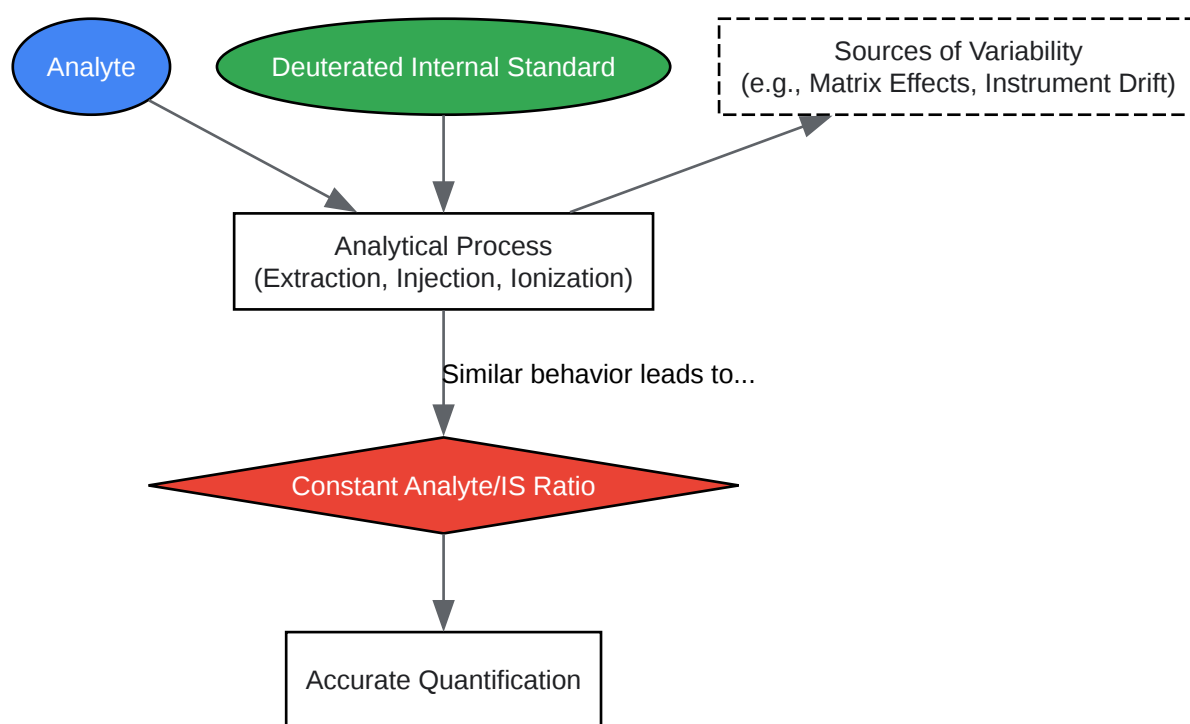 Analyte
Deuterated Internal Standard
Sources of Variability
(e.g., Matrix Effects, Instrument Drift)
Analytical Process
(Extraction, Injection, Ionization)
Similar behavior leads to...
Constant Analyte/IS Ratio
Accurate Quantification